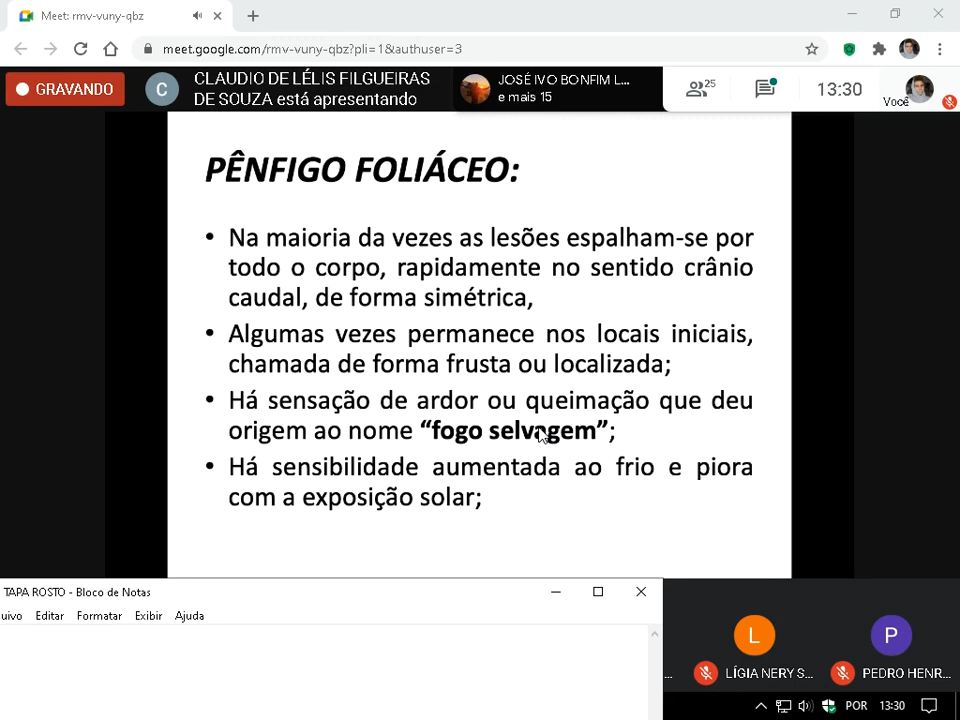 Meet: rmv-vuny-qbz
meet.google.com/rmv-vuny-qbz?pli=1&authuser=3
GRAVANDO
C
CLAUDIO DE LÉLIS FILGUEIRAS
DE SOUZA está apresentando
JOSÉ IVO BONFIM L...
e mais 15
25
13:30
Você
PÊNFIGO FOLIÁCEO:
• Na maioria da vezes as lesões espalham-se por
todo o corpo, rapidamente no sentido crânio
caudal, de forma simétrica,
• Algumas vezes permanece nos locais iniciais,
chamada de forma frusta ou localizada;
• Há sensação de ardor ou queimação que deu
origem ao nome “fogo selvagem”;
• Há sensibilidade aumentada ao frio e piora
com a exposição solar;
TAPA ROSTO - Bloco de Notas
uivo Editar Formatar Exibir Ajuda
L
P
... LÍGIA NERY S... PEDRO HENR...
POR 13:30